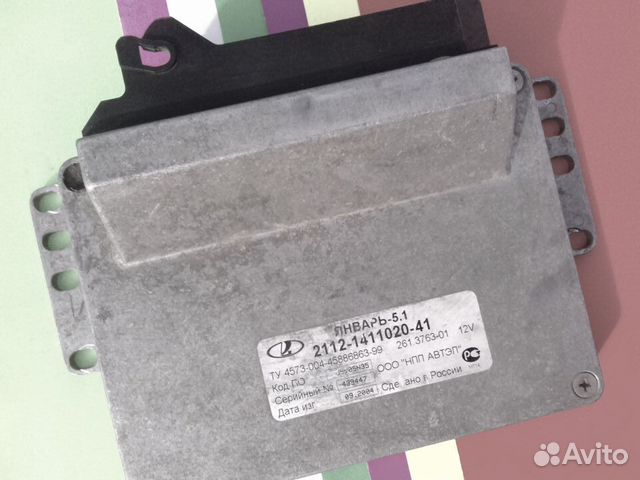 ЯНВАРЬ-5.1
2112-1411020-41
ТУ 4573-004-45886863-99 261.3763-01 12V
Код ПО ООО "НПП АВТЭЛ"
Серийный № 439447
Дата изг. 09.2004 Сделано в России
Avito